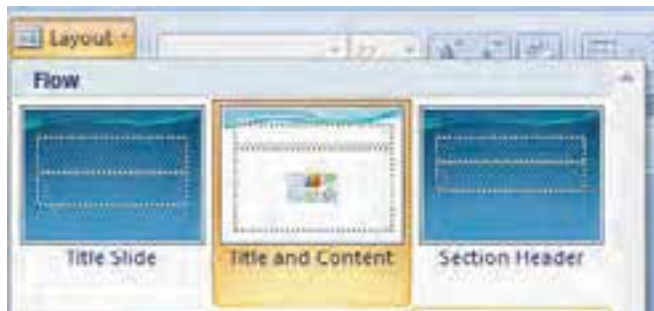 Layout
Flow
Title Slide
Title and Content
Section Header